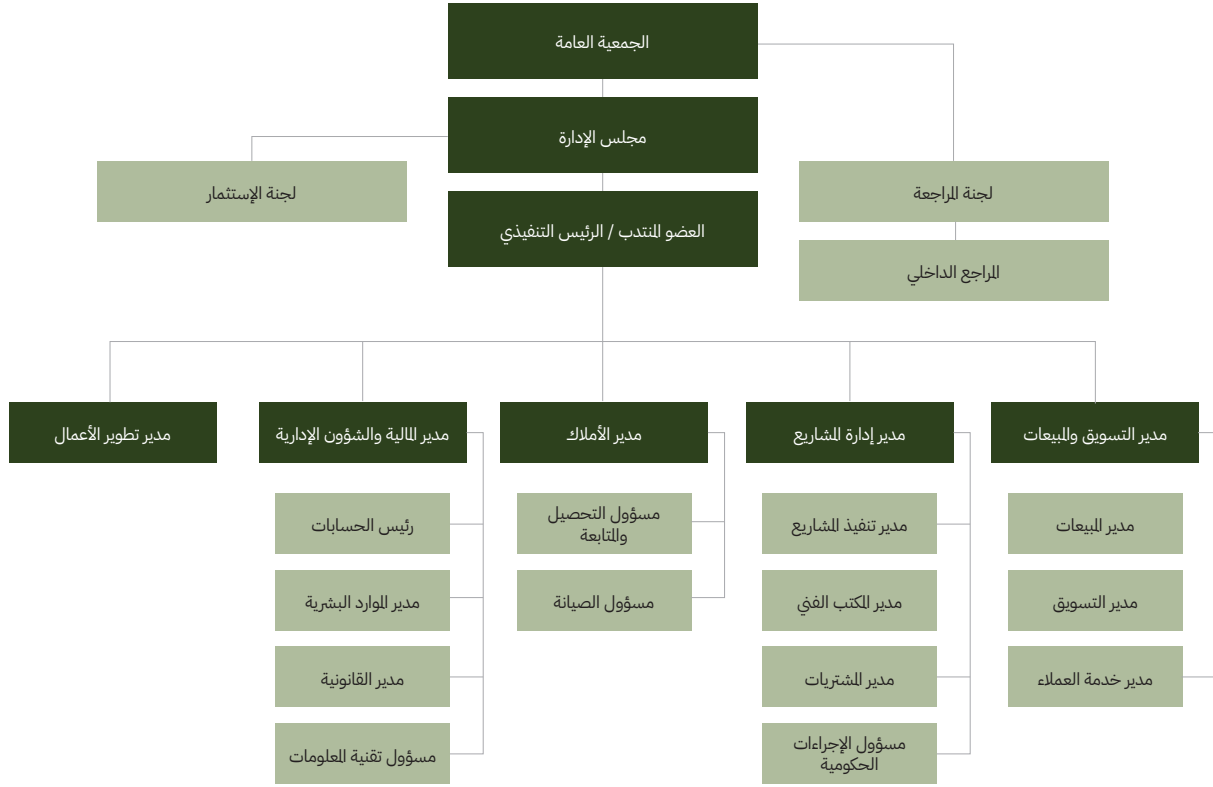 الجمعية العامة
مجلس الإدارة
لجنة المراجعة
لجنة الإستثمار
العضو المنتدب / الرئيس التنفيذي
المراجع الداخلي
مدير التسويق والمبيعات
مدير إدارة المشاريع
مدير الأملاك
مدير المالية والشؤون الإدارية
مدير تطوير الأعمال
مدير المبيعات
مدير تنفيذ المشاريع
مسؤول التحصيل
والمتابعة
رئيس الحسابات
مدير التسويق
مدير المكتب الفني
مسؤول الصيانة
مدير الموارد البشرية
مدير خدمة العملاء
مدير المشتريات
مدير القانونية
مسؤول الإجراءات
الحكومية
مسؤول تقنية المعلومات